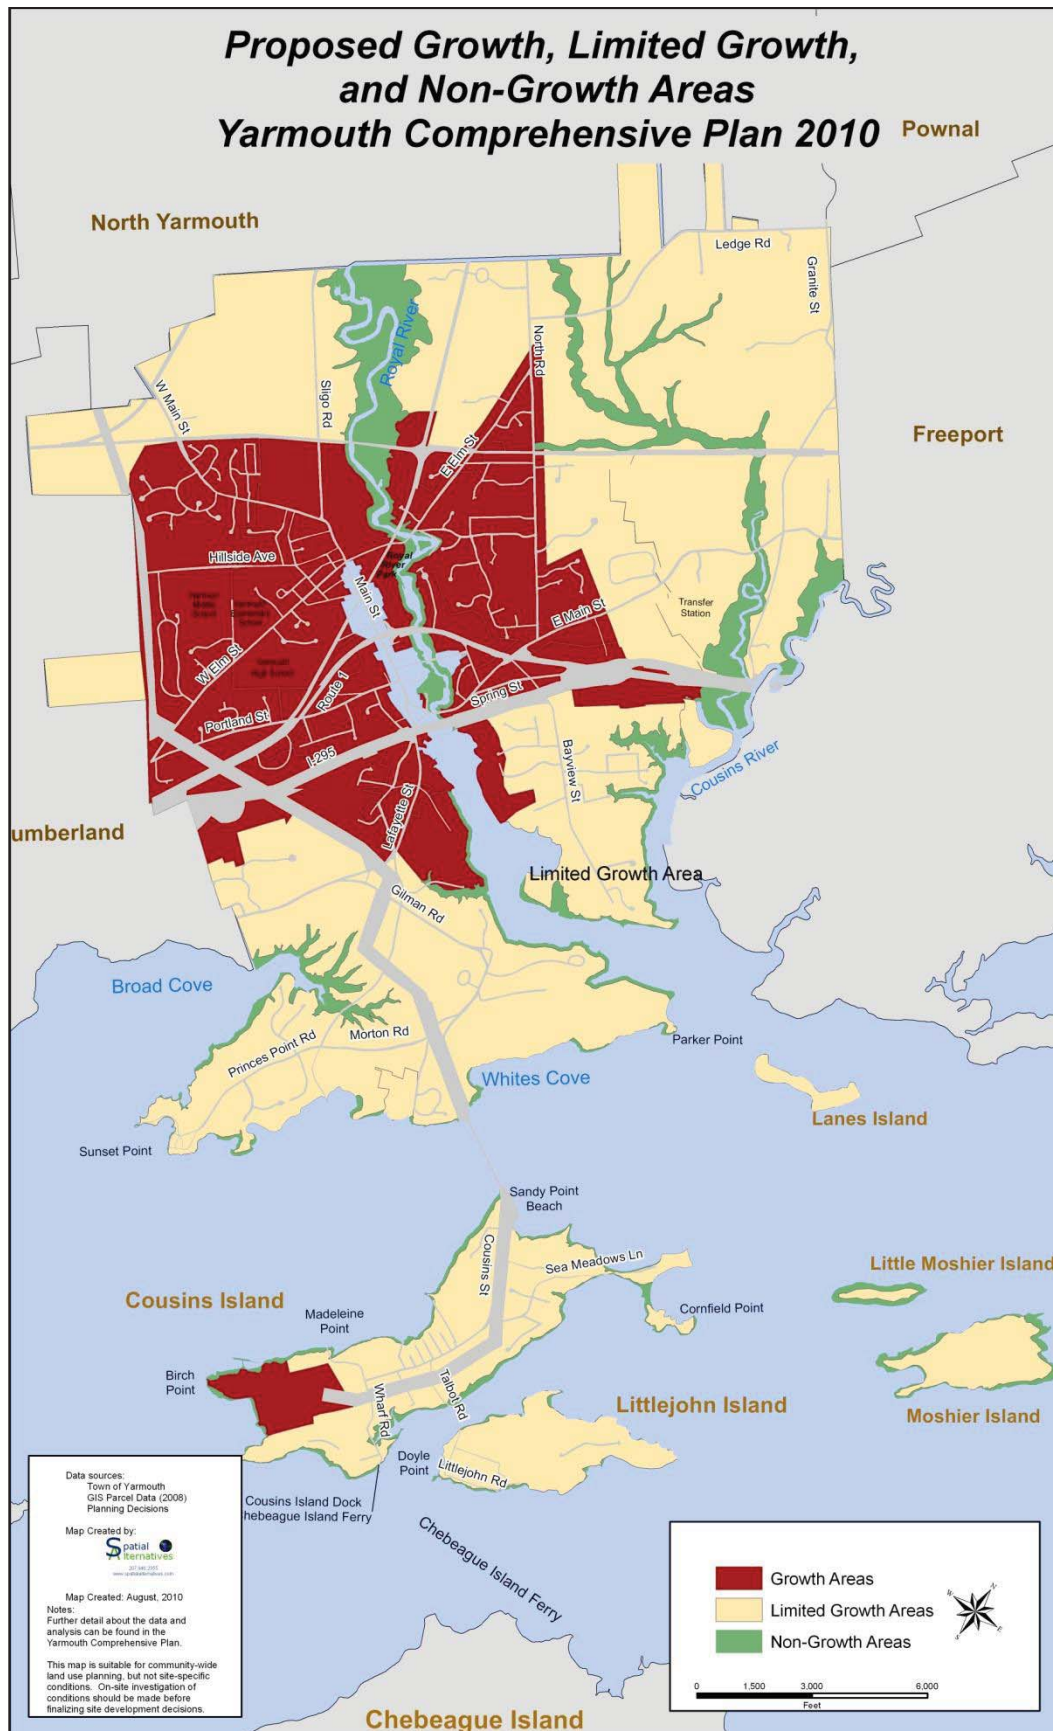 Proposed Growth, Limited Growth,
and Non-Growth Areas
Yarmouth Comprehensive Plan 2010
Pownal
North Yarmouth
Ledge Rd
Granite St
Royal River
North Rd
Sligo Rd
W Main St
Freeport
E Elm St
Hillside Ave
Royal
River
Park
Main St
Transfer
Station
E Main St
W Elm St
Route 1
Spring St
Portland St
I-295
Bayview St
Cousins River
Lafayette St
umberland
Limited Growth Area
Gilman Rd
Broad Cove
Morton Rd
Princes Point Rd
Parker Point
Whites Cove
Lanes Island
Sunset Point
Sandy Point
Beach
Cousins St
Sea Meadows Ln
Little Moshier Island
Cousins Island
Madeleine
Point
Cornfield Point
Birch
Point
Talbot Rd
Wharf Rd
Littlejohn Island
Moshier Island
Doyle
Point
Littlejohn Rd
Cousins Island Dock
Chebeague Island Ferry
Chebeague Island Ferry
Data sources:
Town of Yarmouth
GIS Parcel Data (2008)
Planning Decisions
Map Created by:
Spatial
Alternatives
Map Created: August, 2010
Notes:
Further detail about the data and
analysis can be found in the
Yarmouth Comprehensive Plan.
This map is suitable for community-wide
land use planning, but not site-specific
conditions. On-site investigation of
conditions should be made before
finalizing site development decisions.
Growth Areas
Limited Growth Areas
Non-Growth Areas
N
W
E
S
0 1,500 3,000 6,000
Feet
Chebeague Island